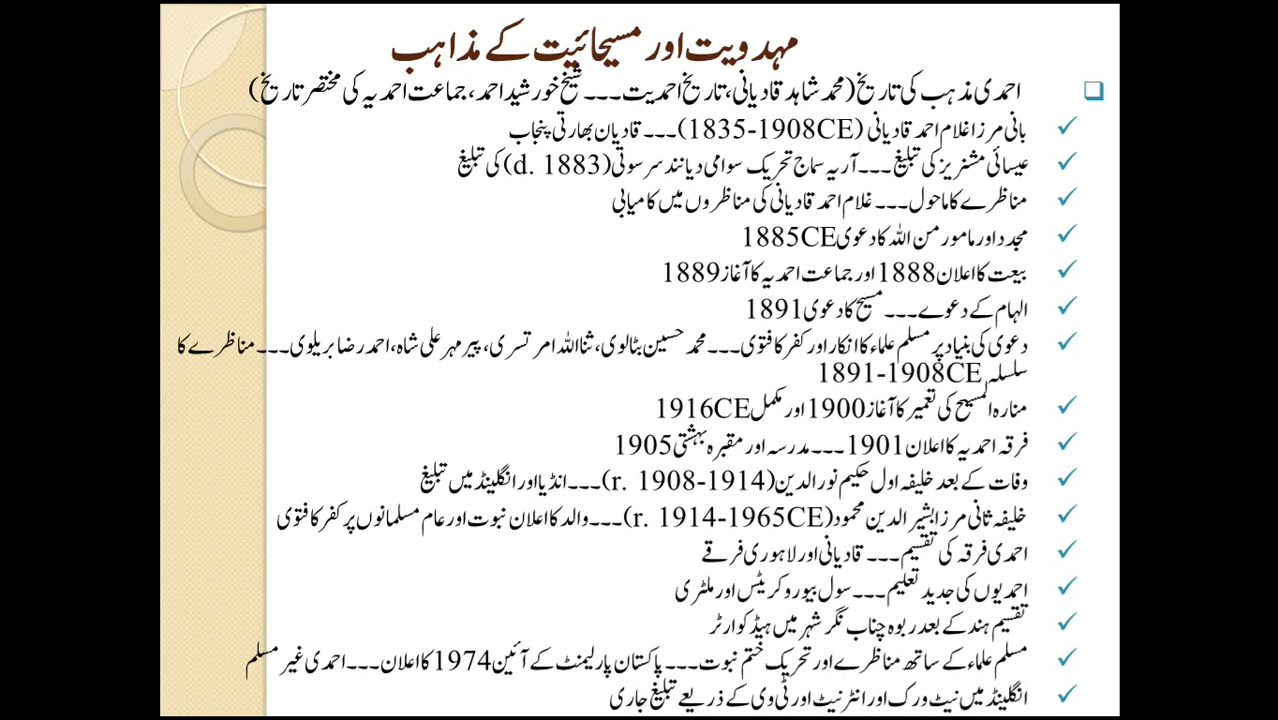 مہدویت اور مسیحائیت کے مذاہب
احمدی مذہب کی تاریخ (محمد شاہد قادیانی، تاریخ احمدیت۔۔۔ شیخ خورشید احمد، جماعت احمدیہ کی مختصر تاریخ)
بانی مرزا غلام احمد قادیانی (1835-1908CE)۔۔۔ قادیان بھارتی پنجاب
عیسائی مشنریز کی تبلیغ۔۔۔ آریہ سماج تحریک سوامی دیانند سرسوتی (d. 1883) کی تبلیغ
مناظرے کا ماحول۔۔۔ غلام احمد قادیانی کی مناظروں میں کامیابی
مجدد اور مامور من اللہ کا دعوی 1885CE
بیعت کا اعلان 1888 اور جماعت احمدیہ کا آغاز 1889
الہام کے دعوے۔۔۔ مسیح کا دعوی 1891
دعوی کی بنیاد پر مسلم علماء کا انکار اور کفر کا فتوی۔۔۔ محمد حسین بٹالوی، ثنا اللہ امرتسری، پیر مہر علی شاہ، احمد رضا بریلوی۔۔۔ مناظرے کا
سلسلہ 1891-1908CE
منارہ المسیح کی تعمیر کا آغاز 1900 اور مکمل 1916CE
فرقہ احمدیہ کا اعلان 1901۔۔۔ مدرسہ اور مقبرہ بہشتی 1905
وفات کے بعد خلیفہ اول حکیم نور الدین (r. 1908-1914)۔۔۔ انڈیا اور انگلینڈ میں تبلیغ
خلیفہ ثانی مرزا بشیر الدین محمود (r. 1914-1965CE)۔۔۔ والد کا اعلان نبوت اور عام مسلمانوں پر کفر کا فتوی
احمدی فرقہ کی تقسیم۔۔۔ قادیانی اور لاہوری فرقے
احمدیوں کی جدید تعلیم۔۔۔ سول بیوروکریٹس اور ملٹری
تقسیم ہند کے بعد ربوہ چناب نگر شہر میں ہیڈ کوارٹر
مسلم علماء کے ساتھ مناظرے اور تحریک ختم نبوت۔۔۔ پاکستان پارلیمنٹ کے آئین 1974 کا اعلان۔۔۔ احمدی غیر مسلم
انگلینڈ میں نیٹ ورک اور انٹرنیٹ اور ٹی وی کے ذریعے تبلیغ جاری